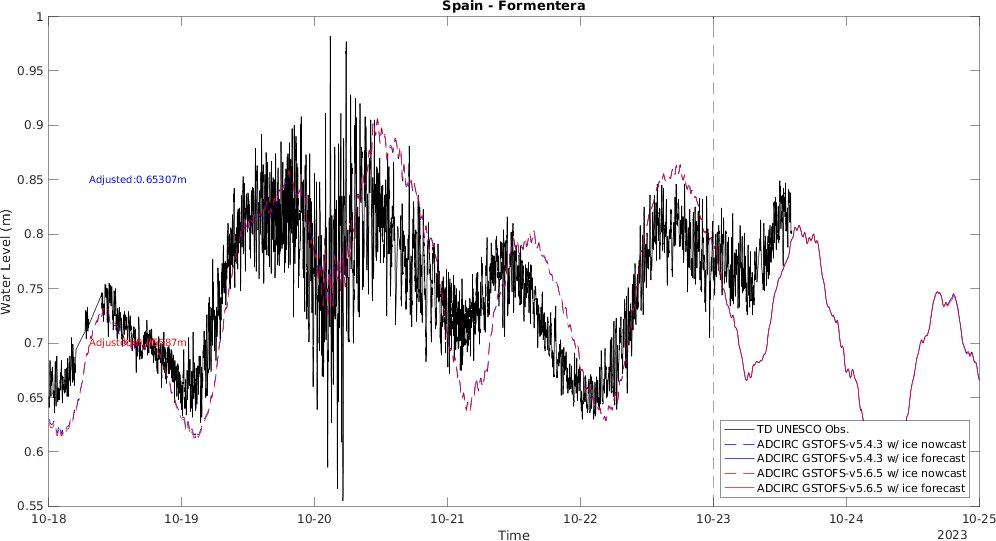 Spain - Formentera
1
0.95
0.9
0.85
0.8
0.75
0.7
0.65
0.6
0.55
Water Level (m)
Adjusted:0.65307m
TD UNESCO Obs.
ADCIRC GSTOFS-v5.4.3 w/ ice nowcast
ADCIRC GSTOFS-v5.4.3 w/ ice forecast
ADCIRC GSTOFS-v5.6.5 w/ ice nowcast
ADCIRC GSTOFS-v5.6.5 w/ ice forecast
10-18
10-19
10-20
10-21
10-22
10-23
10-24
10-25
Time
2023